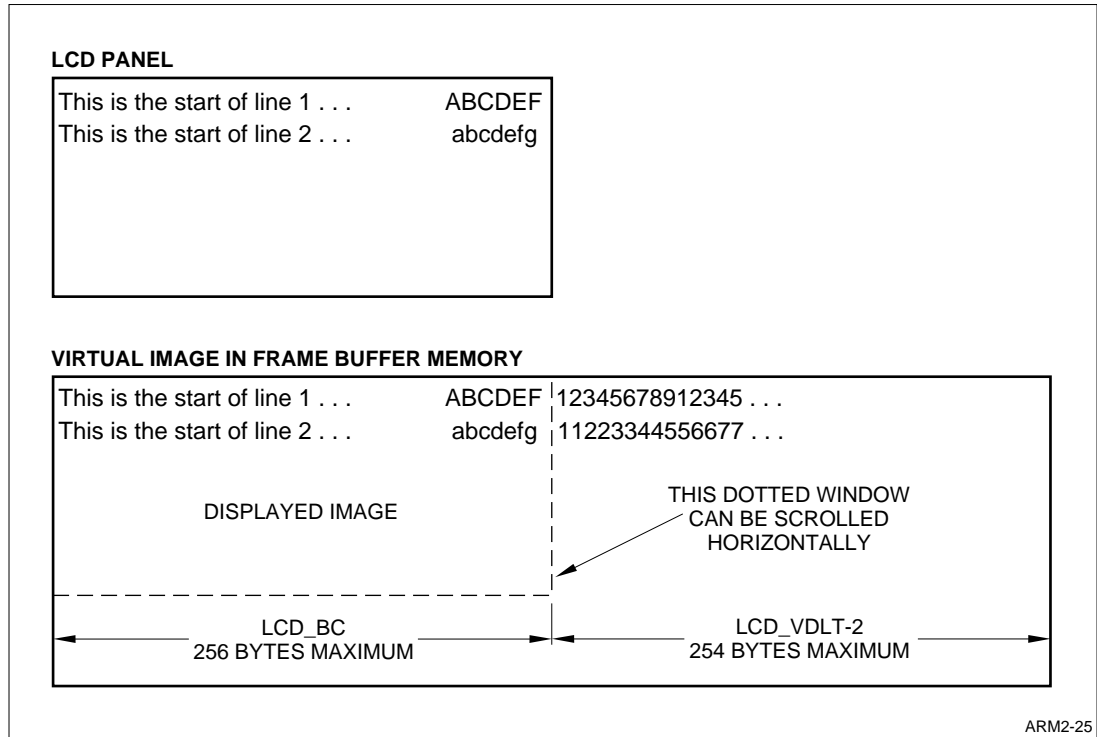 LCD PANEL
This is the start of line 1 . . . ABCDEF
This is the start of line 2 . . . abcdefg
VIRTUAL IMAGE IN FRAME BUFFER MEMORY
This is the start of line 1 . . . ABCDEF 12345678912345 . . .
This is the start of line 2 . . . abcdefg 11223344556677 . . .
DISPLAYED IMAGE
THIS DOTTED WINDOW
CAN BE SCROLLED
HORIZONTALLY
LCD_BC
256 BYTES MAXIMUM
LCD_VDLT-2
254 BYTES MAXIMUM
ARM2-25